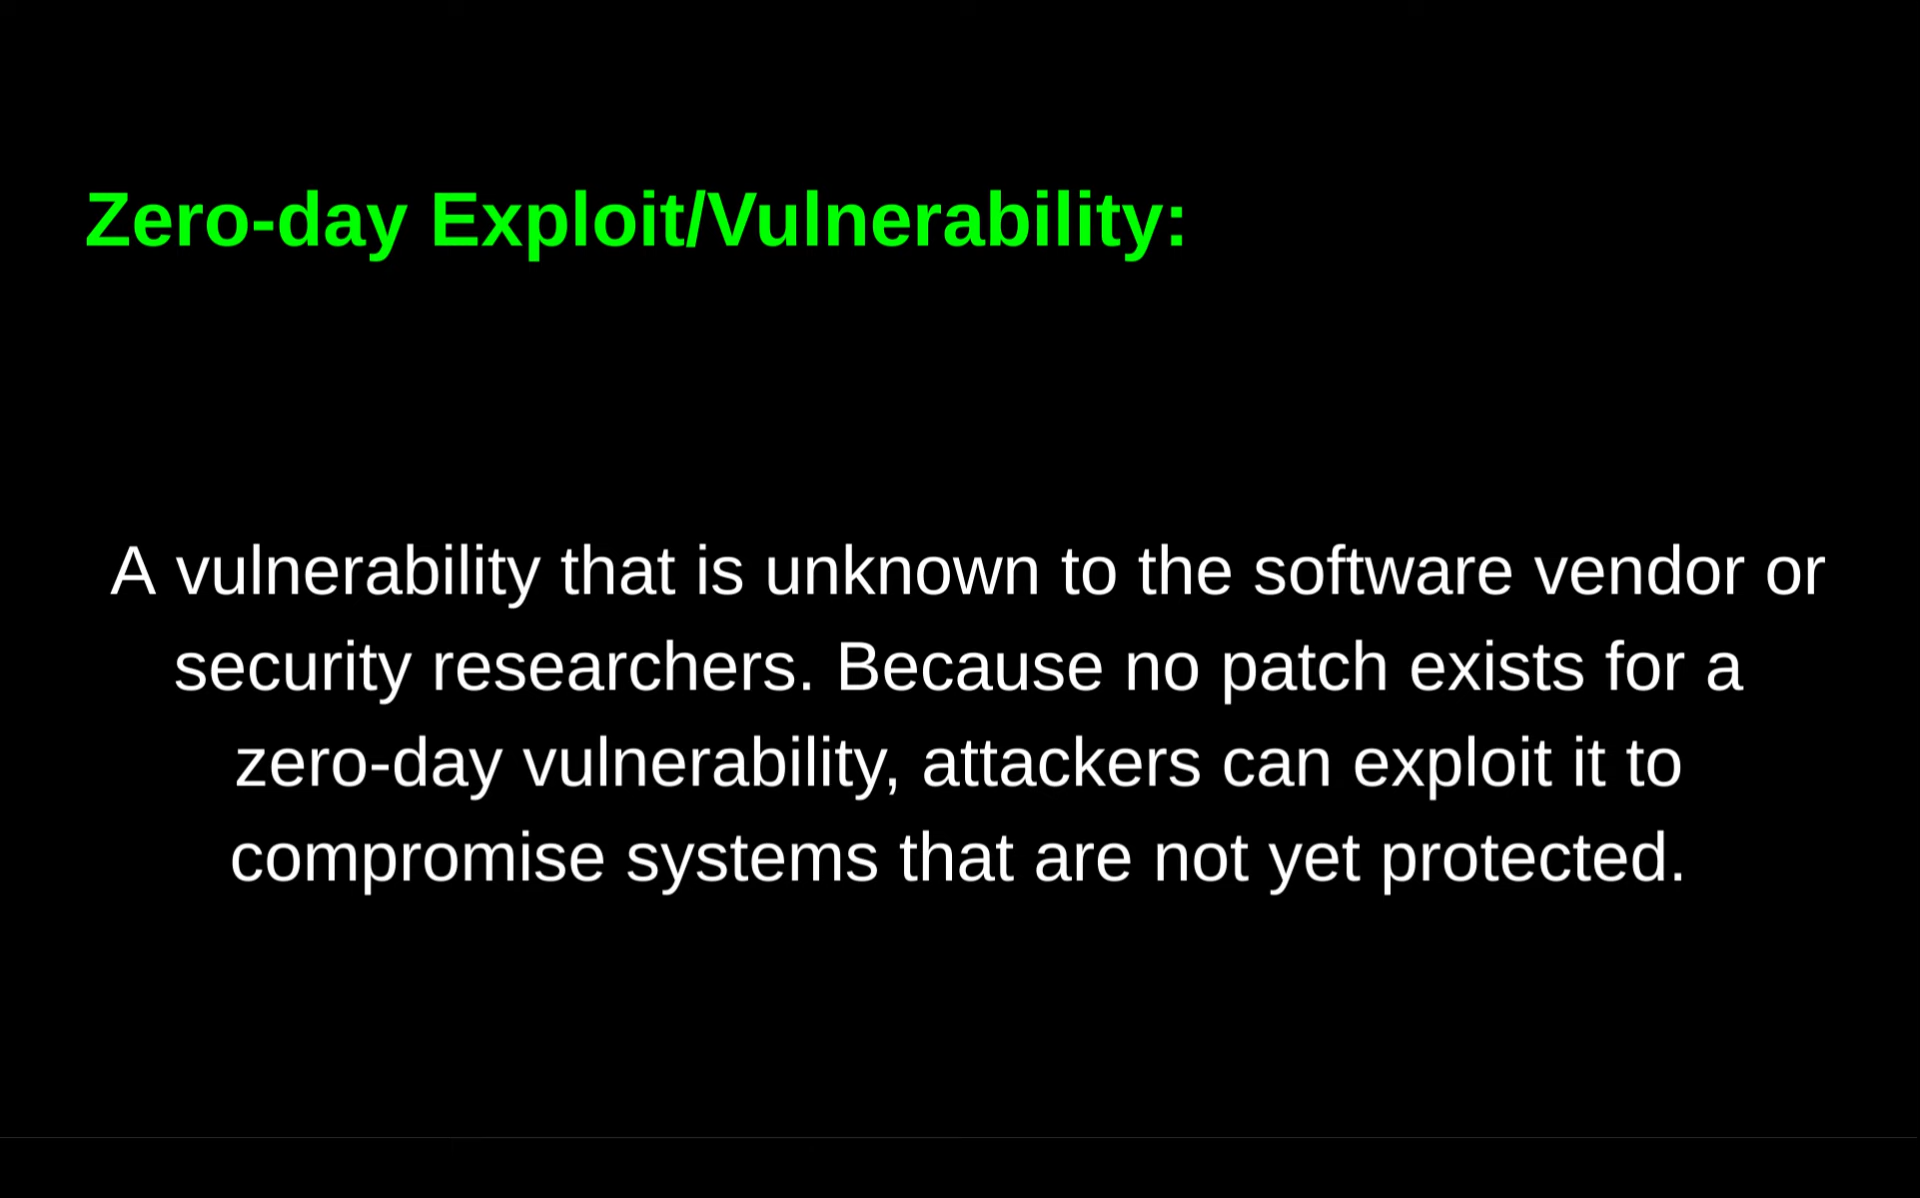 Zero-day Exploit/Vulnerability:
A vulnerability that is unknown to the software vendor or
security researchers. Because no patch exists for a
zero-day vulnerability, attackers can exploit it to
compromise systems that are not yet protected.